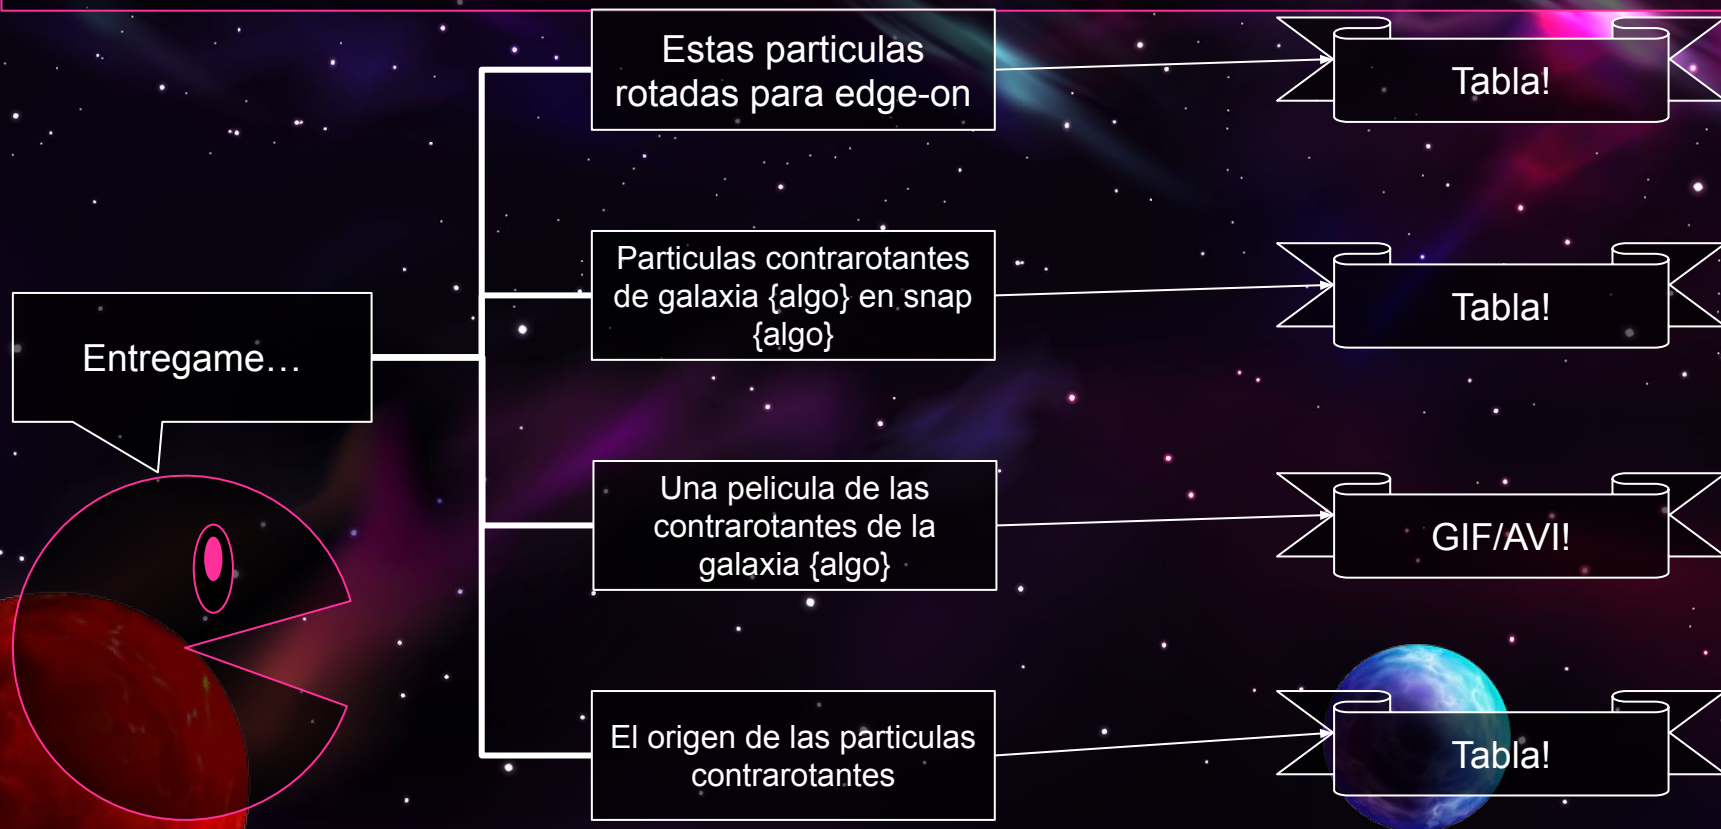 Estas particulas
rotadas para edge-on
Tabla!
Particulas contrarotantes
de galaxia {algo} en snap
{algo}
Tabla!
Entregame…
Una pelicula de las
contrarotantes de la
galaxia {algo}
GIF/AVI!
El origen de las particulas
contrarotantes
Tabla!